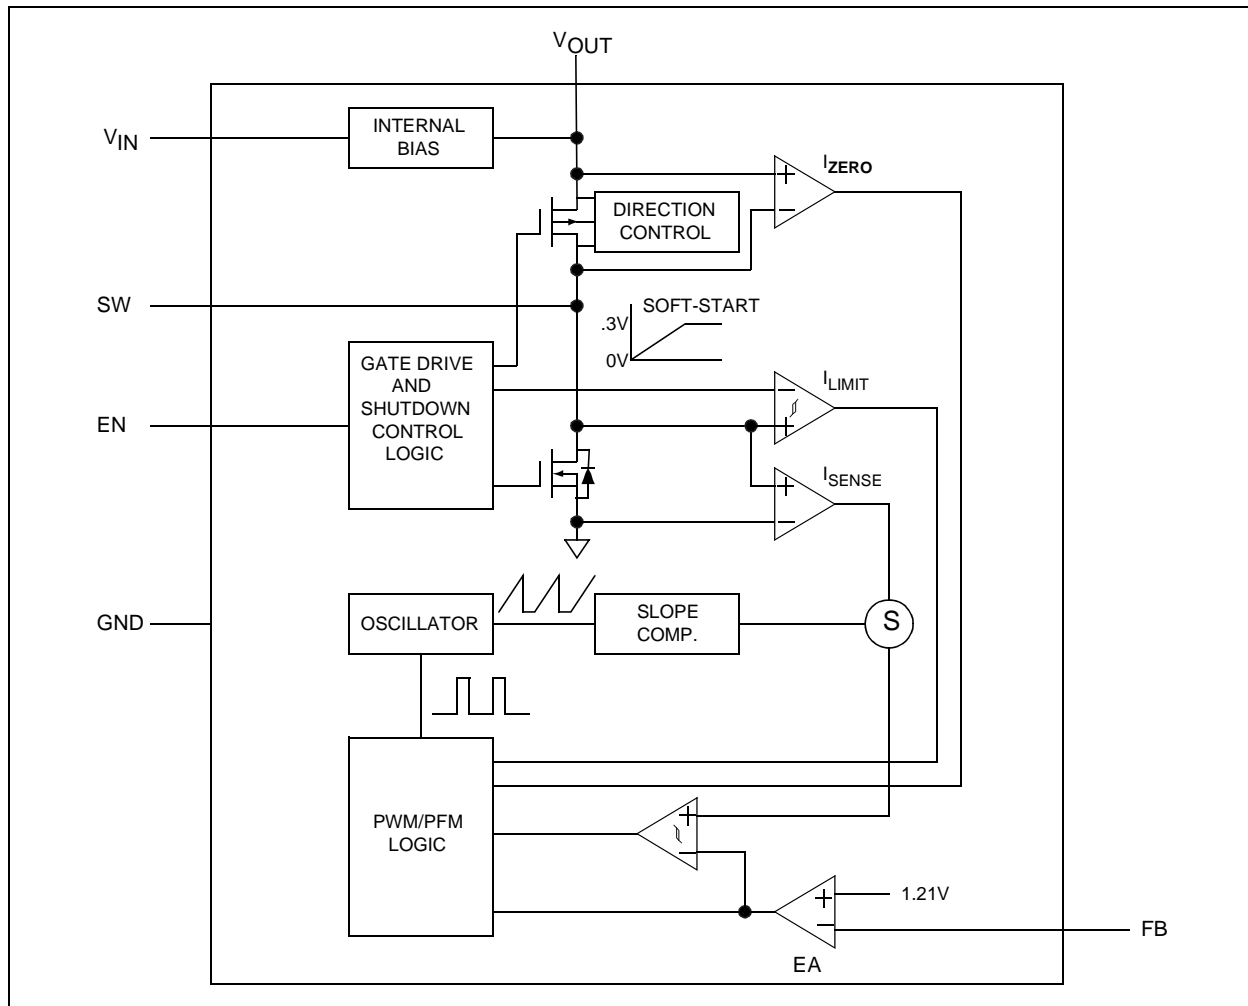 VOUT
VIN
INTERNAL
BIAS
IZERO
+
−
DIRECTION
CONTROL
SW
SOFT-START
.3V
0V
GATE DRIVE
AND
SHUTDOWN
CONTROL
LOGIC
ILIMIT
−
+
EN
ISENSE
+
−
GND
OSCILLATOR
SLOPE
COMP.
S
PWM/PFM
LOGIC
+
−
1.21V
+
−
FB
EA